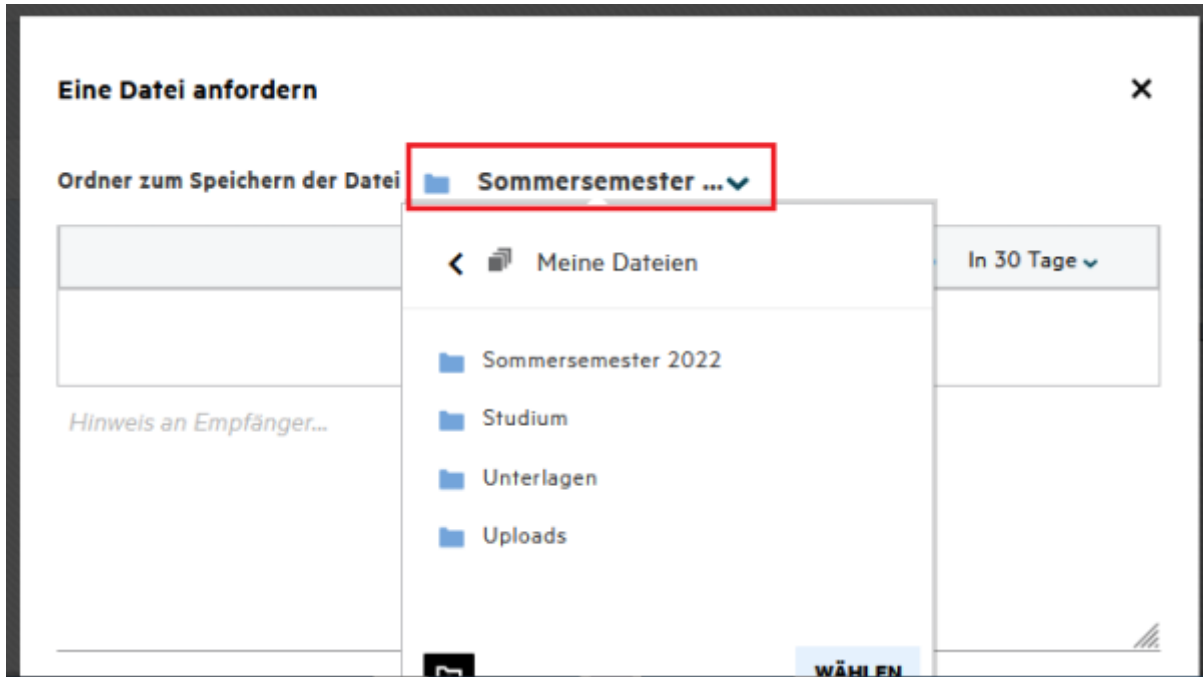 Eine Datei anfordern
Ordner zum Speichern der Datei Sommersemester ...
Meine Dateien In 30 Tage
Sommersemester 2022
Hinweis an Empfänger...
Studium
Unterlagen
Uploads
WÄHLEN